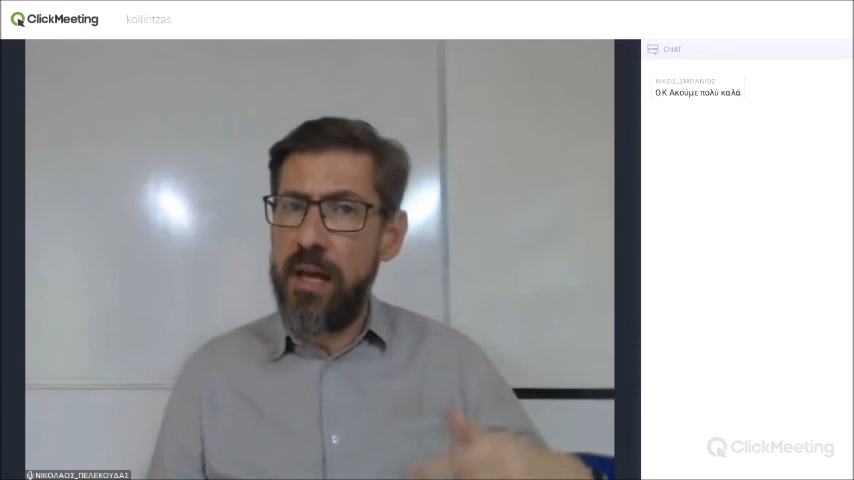 ClickMeeting
kollintzas
CHAT
ΝΙΚΟΣ_ΣΜΠΑΝΙΟΣ
Ο.Κ Ακούμε πολύ καλά
ClickMeeting
ΝΙΚΟΛΑΟΣ_ΠΕΛΕΚΟΥΔΑΣ